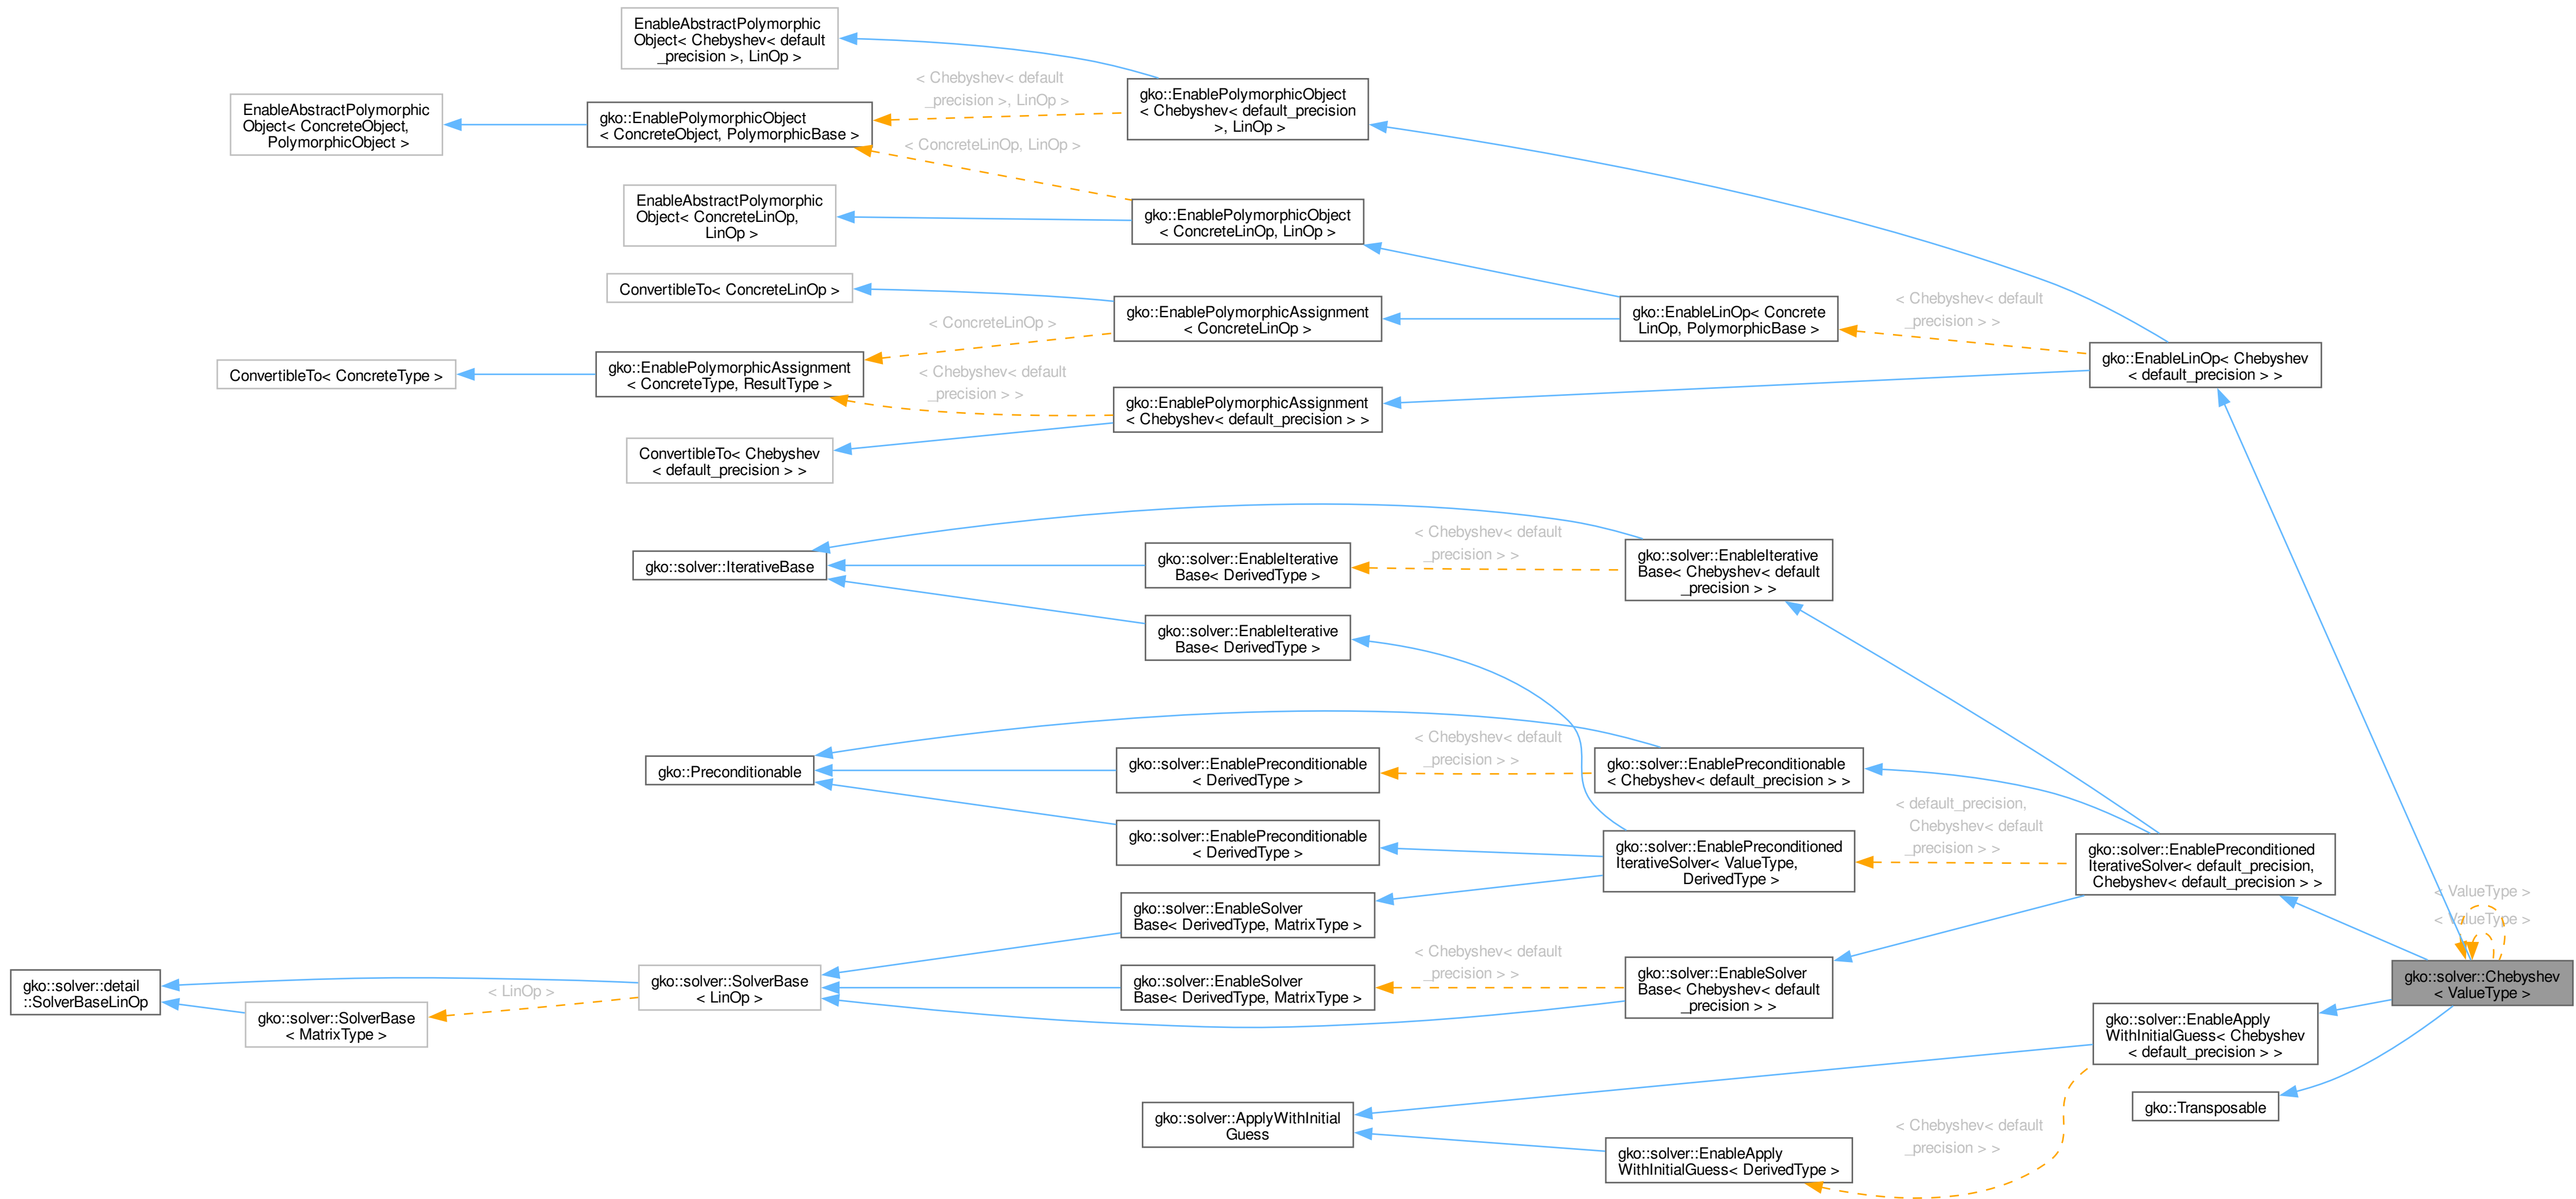 EnableAbstractPolymorphic
Object< Chebyshev< default
_precision >, LinOp >
EnableAbstractPolymorphic
Object< ConcreteObject,
PolymorphicObject >
gko::EnablePolymorphicObject
< ConcreteObject, PolymorphicBase >
< Chebyshev< default
_precision >, LinOp >
< ConcreteLinOp, LinOp >
gko::EnablePolymorphicObject
< Chebyshev< default_precision
>, LinOp >
EnableAbstractPolymorphic
Object< ConcreteLinOp,
LinOp >
gko::EnablePolymorphicObject
< ConcreteLinOp, LinOp >
ConvertibleTo< ConcreteLinOp >
gko::EnablePolymorphicAssignment
< ConcreteLinOp >
gko::EnableLinOp< Concrete
LinOp, PolymorphicBase >
< Chebyshev< default
_precision > >
gko::EnableLinOp< Chebyshev
< default_precision > >
ConvertibleTo< ConcreteType >
gko::EnablePolymorphicAssignment
< ConcreteType, ResultType >
< ConcreteLinOp >
< Chebyshev< default
_precision > >
gko::EnablePolymorphicAssignment
< Chebyshev< default_precision > >
ConvertibleTo< Chebyshev
< default_precision > >
gko::solver::IterativeBase
gko::solver::EnableIterative
Base< DerivedType >
< Chebyshev< default
_precision > >
gko::solver::EnableIterative
Base< Chebyshev< default
_precision > >
gko::solver::EnableIterative
Base< DerivedType >
gko::Preconditionable
gko::solver::EnablePreconditionable
< DerivedType >
< Chebyshev< default
_precision > >
gko::solver::EnablePreconditionable
< Chebyshev< default_precision > >
gko::solver::EnablePreconditionable
< DerivedType >
gko::solver::EnablePreconditioned
IterativeSolver< ValueType,
DerivedType >
< default_precision,
Chebyshev< default
_precision > >
gko::solver::EnablePreconditioned
IterativeSolver< default_precision,
Chebyshev< default_precision > >
gko::solver::EnableSolver
Base< DerivedType, MatrixType >
gko::solver::detail
::SolverBaseLinOp
gko::solver::SolverBase
< MatrixType >
< LinOp >
gko::solver::SolverBase
< LinOp >
gko::solver::EnableSolver
Base< DerivedType, MatrixType >
< Chebyshev< default
_precision > >
gko::solver::EnableSolver
Base< Chebyshev< default
_precision > >
< ValueType >
< ValueType >
gko::solver::Chebyshev
< ValueType >
gko::solver::EnableApply
WithInitialGuess< Chebyshev
< default_precision > >
gko::Transposable
gko::solver::ApplyWithInitial
Guess
gko::solver::EnableApply
WithInitialGuess< DerivedType >
< Chebyshev< default
_precision > >